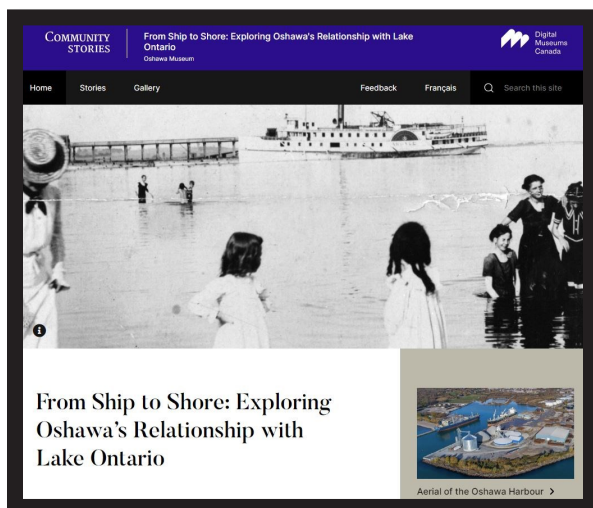 COMMUNITY
STORIES
From Ship to Shore: Exploring Oshawa's Relationship with Lake
Ontario
Oshawa Museum
Digital
Museums
Canada
Home Stories Gallery Feedback Français Search this site
From Ship to Shore: Exploring
Oshawa's Relationship with
Lake Ontario
Aerial of the Oshawa Harbour >